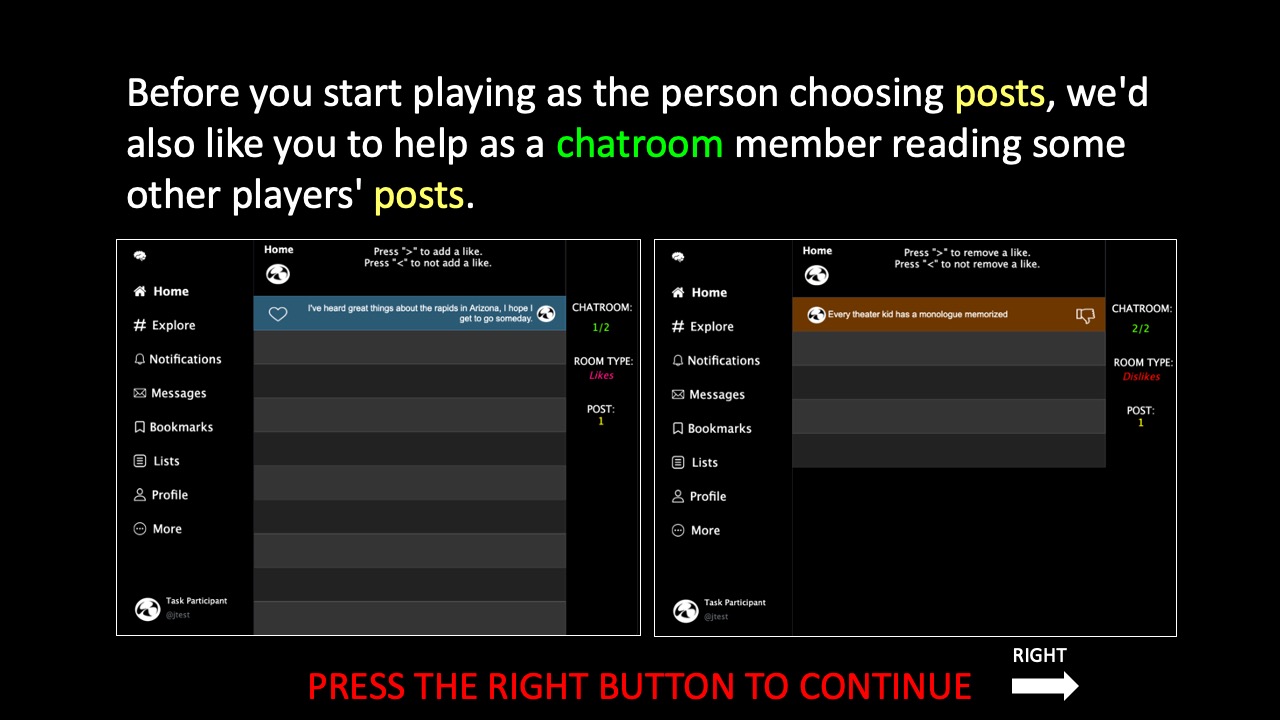 Before you start playing as the person choosing posts, we'd
also like you to help as a chatroom member reading some
other players' posts.
Home
Press ">" to add a like.
Press "<" to not add a like.
Home
# Explore
Notifications
Messages
Bookmarks
Lists
Profile
More
Task Participant
@jtest
I've heard great things about the rapids in Arizona, I hope I
get to go someday.
CHATROOM:
1/2
ROOM TYPE:
Likes
POST:
1
Home
Press ">" to remove a like.
Press "<" to not remove a like.
Home
# Explore
Notifications
Messages
Bookmarks
Lists
Profile
More
Task Participant
@jtest
Every theater kid has a monologue memorized
CHATROOM:
2/2
ROOM TYPE:
Dislikes
POST:
1
PRESS THE RIGHT BUTTON TO CONTINUE
RIGHT